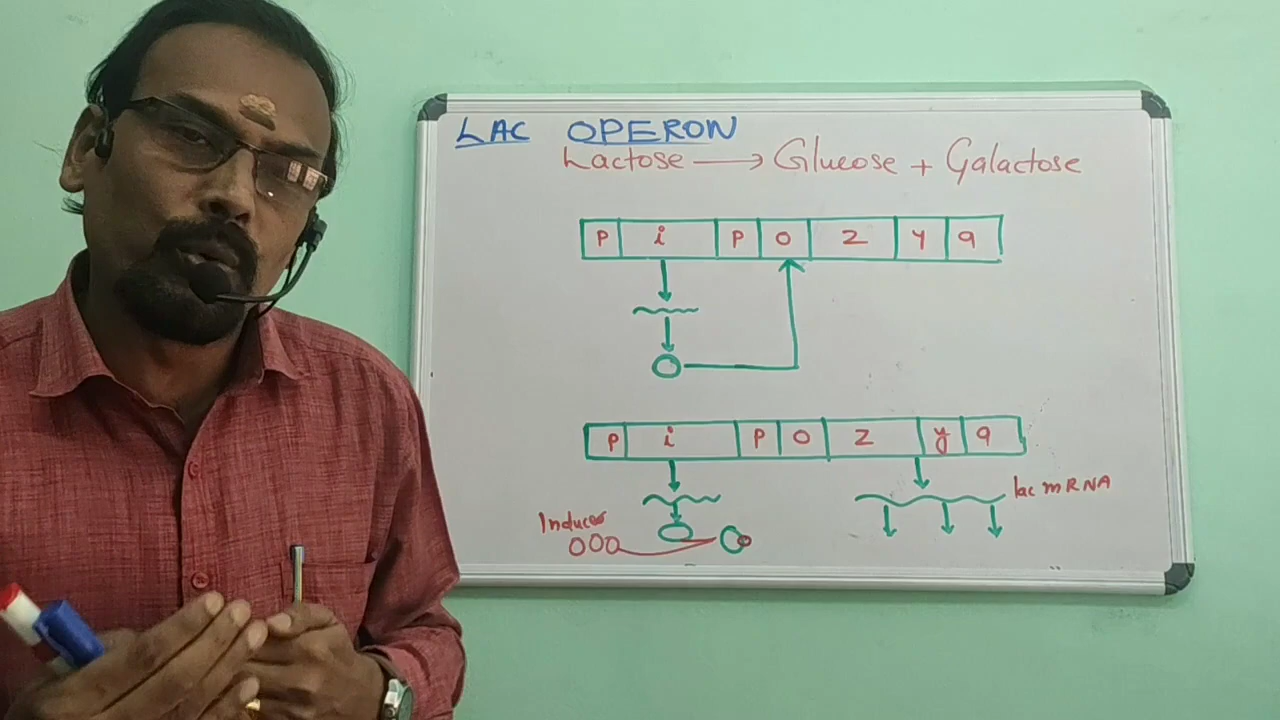 LAC OPERON
Lactose → Glucose + Galactose
P i P O Z Y a
P i P O Z y a
lac mRNA
Inducer